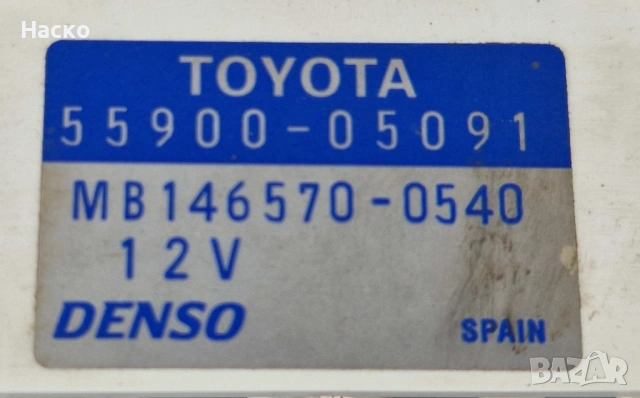 Наско
TOYOTA
55900-05091
MB146570-0540
12V
DENSO
SPAIN
BAZAR